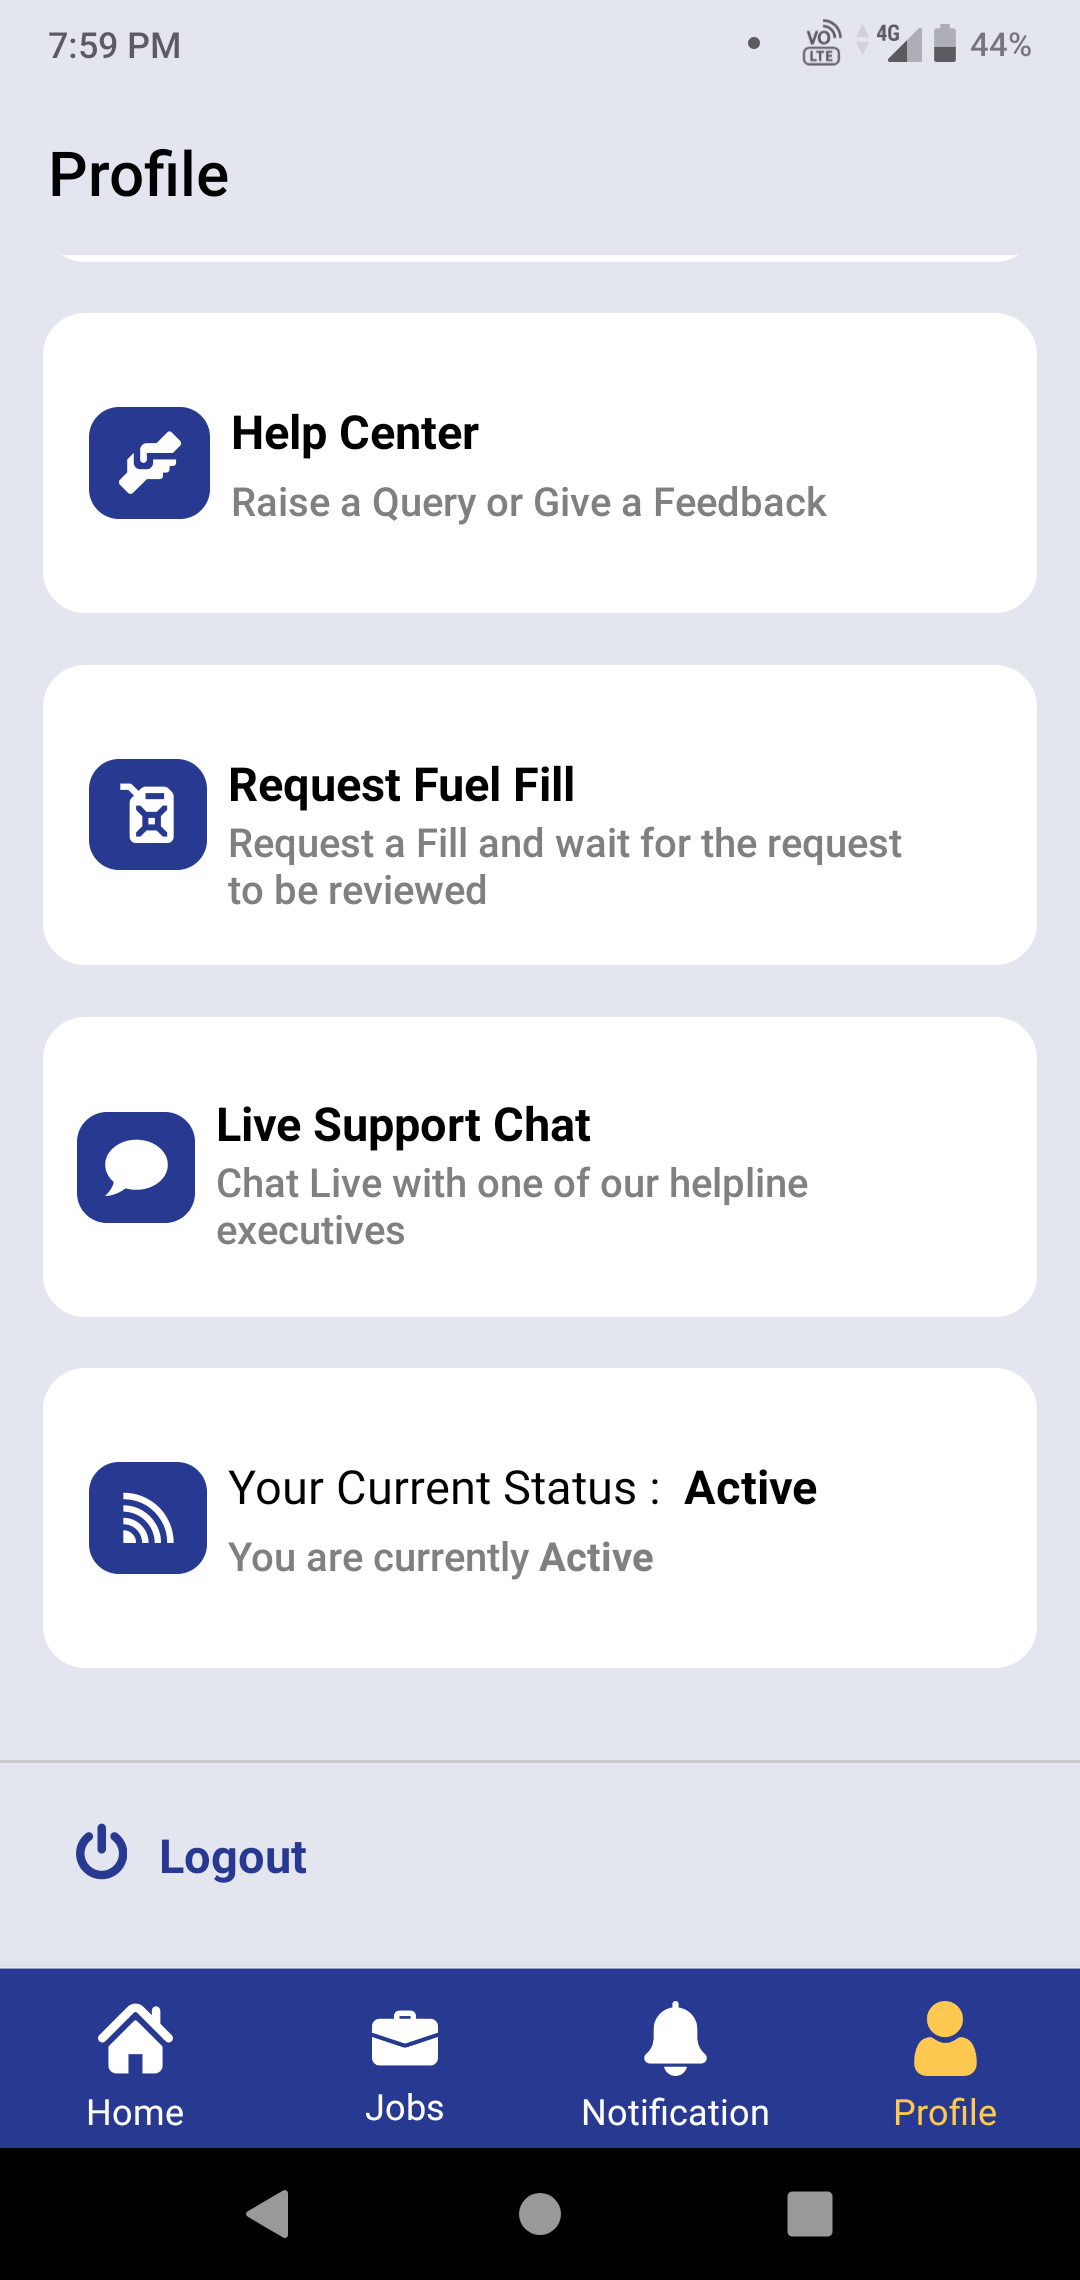 7:59 PM
VO LTE 4G 44%
Profile
Help Center
Raise a Query or Give a Feedback
Request Fuel Fill
Request a Fill and wait for the request
to be reviewed
Live Support Chat
Chat Live with one of our helpline
executives
Your Current Status : Active
You are currently Active
Logout
Home Jobs Notification Profile